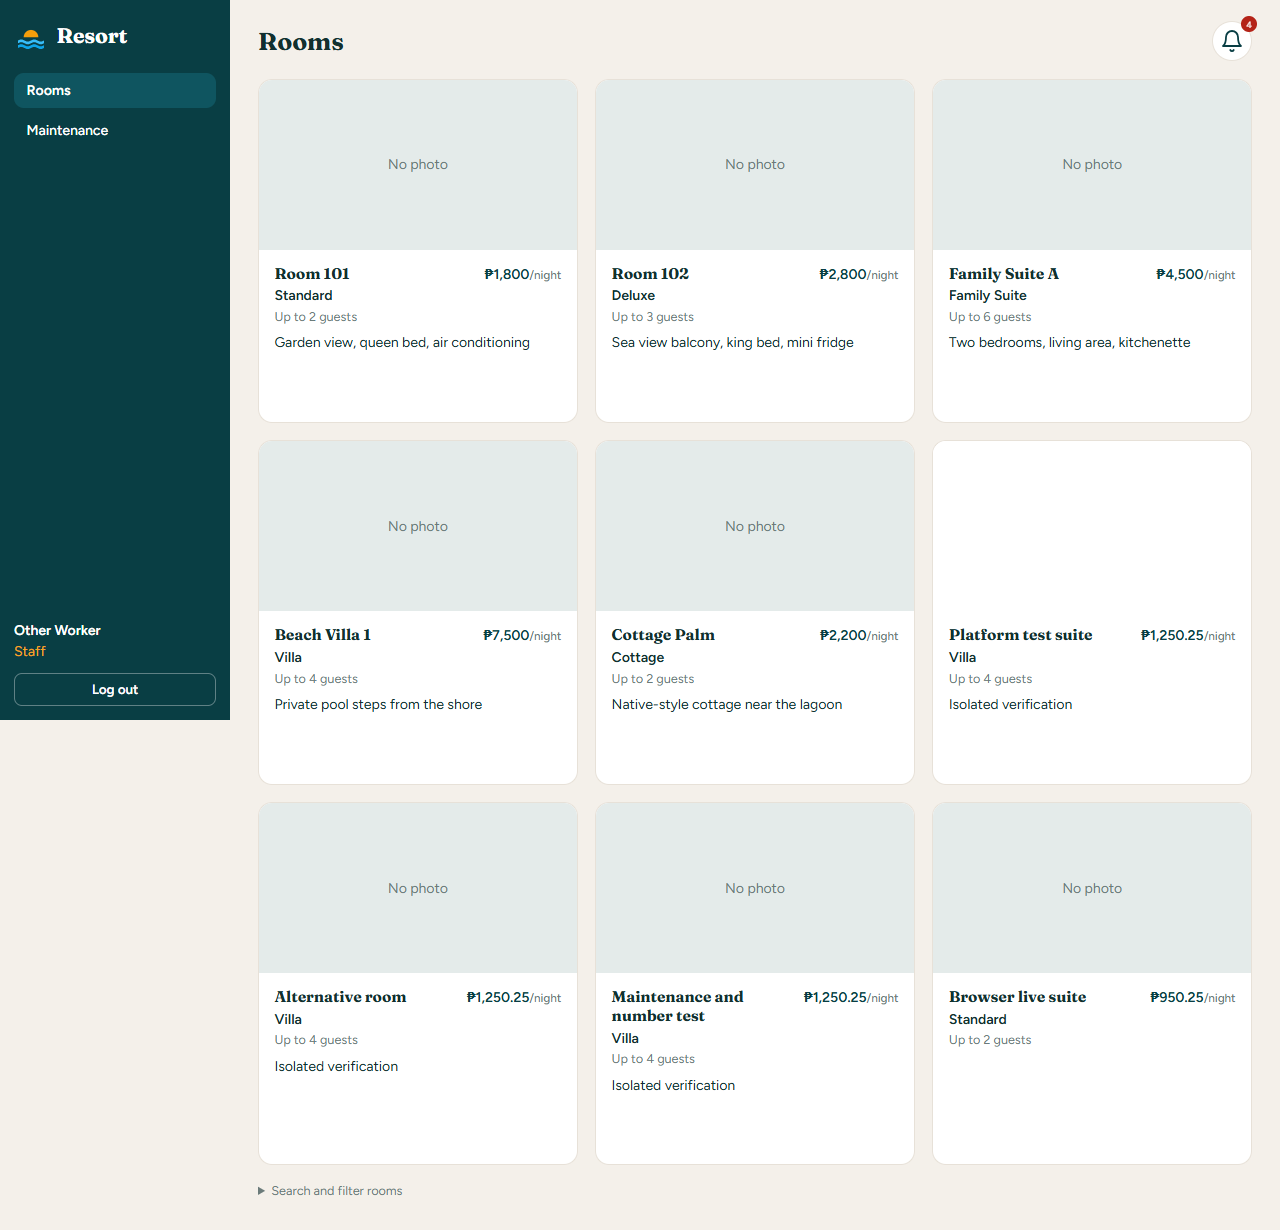 Resort
Rooms
Maintenance
Other Worker
Staff
Log out
Rooms
4
No photo
Room 101
₱1,800/night
Standard
Up to 2 guests
Garden view, queen bed, air conditioning
No photo
Room 102
₱2,800/night
Deluxe
Up to 3 guests
Sea view balcony, king bed, mini fridge
No photo
Family Suite A
₱4,500/night
Family Suite
Up to 6 guests
Two bedrooms, living area, kitchenette
No photo
Beach Villa 1
₱7,500/night
Villa
Up to 4 guests
Private pool steps from the shore
No photo
Cottage Palm
₱2,200/night
Cottage
Up to 2 guests
Native-style cottage near the lagoon
Platform test suite
₱1,250.25/night
Villa
Up to 4 guests
Isolated verification
No photo
Alternative room
₱1,250.25/night
Villa
Up to 4 guests
Isolated verification
No photo
Maintenance and
number test
₱1,250.25/night
Villa
Up to 4 guests
Isolated verification
No photo
Browser live suite
₱950.25/night
Standard
Up to 2 guests
Search and filter rooms